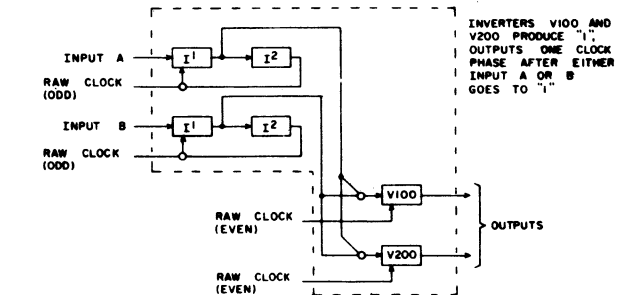 INVERTERS V100 AND
V200 PRODUCE "1",
OUTPUTS ONE CLOCK
PHASE AFTER EITHER
INPUT A OR B
GOES TO "1"
INPUT A
I¹
I²
RAW CLOCK
(ODD)
INPUT B
I¹
I²
RAW CLOCK
(ODD)
V100
RAW CLOCK
(EVEN)
OUTPUTS
V200
RAW CLOCK
(EVEN)